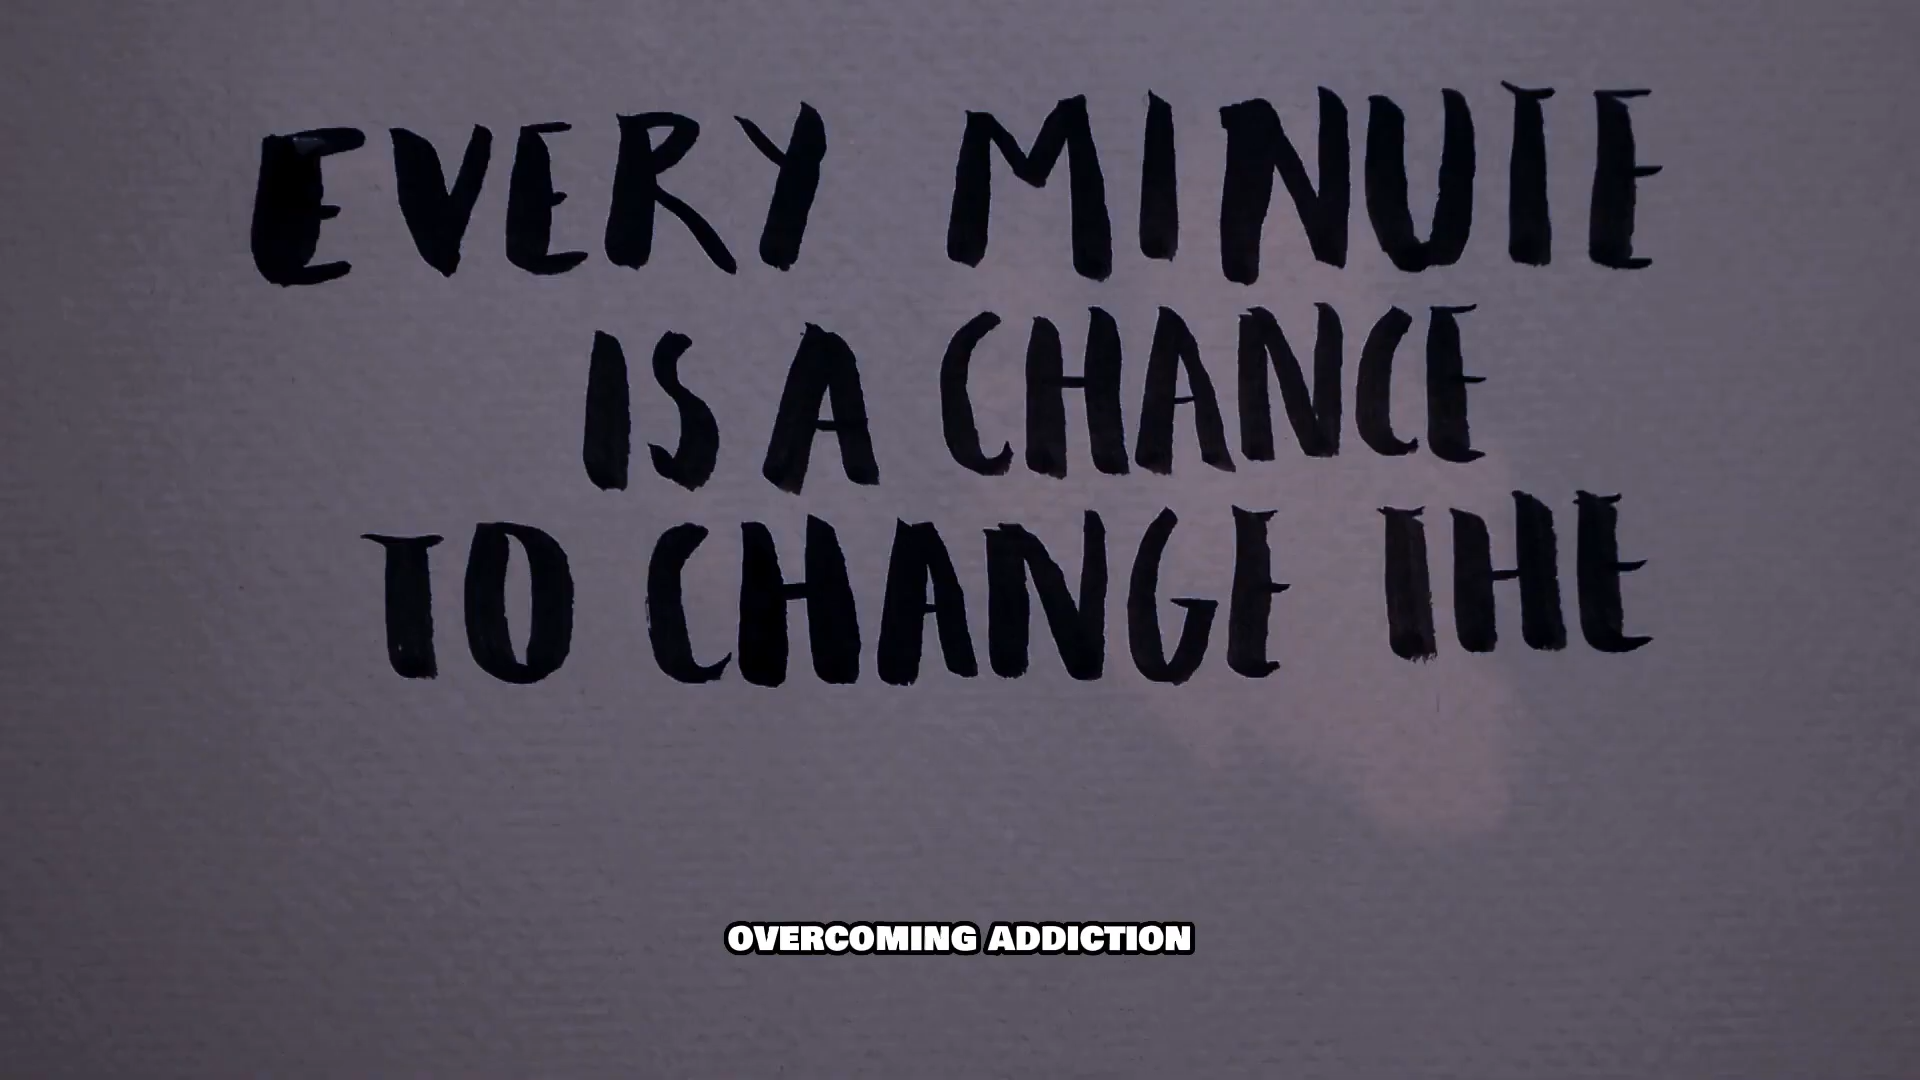 EVERY MINUTE
IS A CHANCE
TO CHANGE THE
OVERCOMING ADDICTION